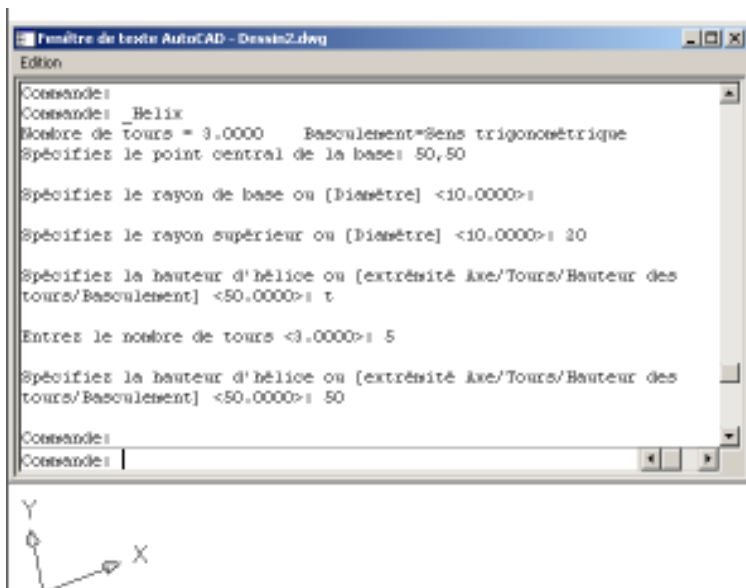 Fenêtre de texte AutoCAD - Dessin2.dwg
Edition
Commande:
Commande: _Helix
Nombre de tours = 3.0000    Basculement=Sens trigonométrique
Spécifiez le point central de la base: 50,50
Spécifiez le rayon de base ou [Diamètre] <10.0000>:
Spécifiez le rayon supérieur ou [Diamètre] <10.0000>: 20
Spécifiez la hauteur d'hélice ou [extrémité Axe/Tours/Hauteur des
tours/Basculement] <50.0000>: t
Entrez le nombre de tours <3.0000>: 5
Spécifiez la hauteur d'hélice ou [extrémité Axe/Tours/Hauteur des
tours/Basculement] <50.0000>: 50
Commande:
Commande:
Y
X